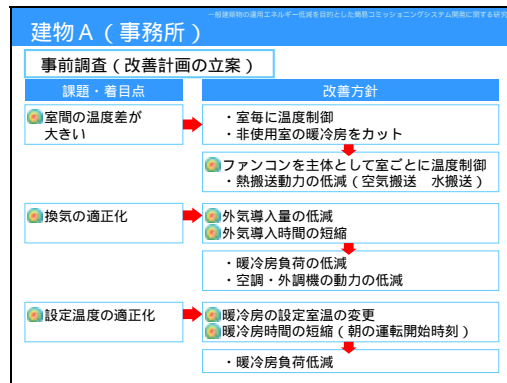 一般建築物の運用エネルギー低減を目的とした簡易コミッショニングシステム開発に関する研究
建物A（事務所）
事前調査（改善計画の立案）
課題・着目点
改善方針
室間の温度差が
大きい
・室毎に温度制御
・非使用室の暖冷房をカット
ファンコンを主体として室ごとに温度制御
・熱搬送動力の低減（空気搬送　水搬送）
換気の適正化
外気導入量の低減
外気導入時間の短縮
・暖冷房負荷の低減
・空調・外調機の動力の低減
設定温度の適正化
暖冷房の設定室温の変更
暖冷房時間の短縮（朝の運転開始時刻）
・暖冷房負荷低減